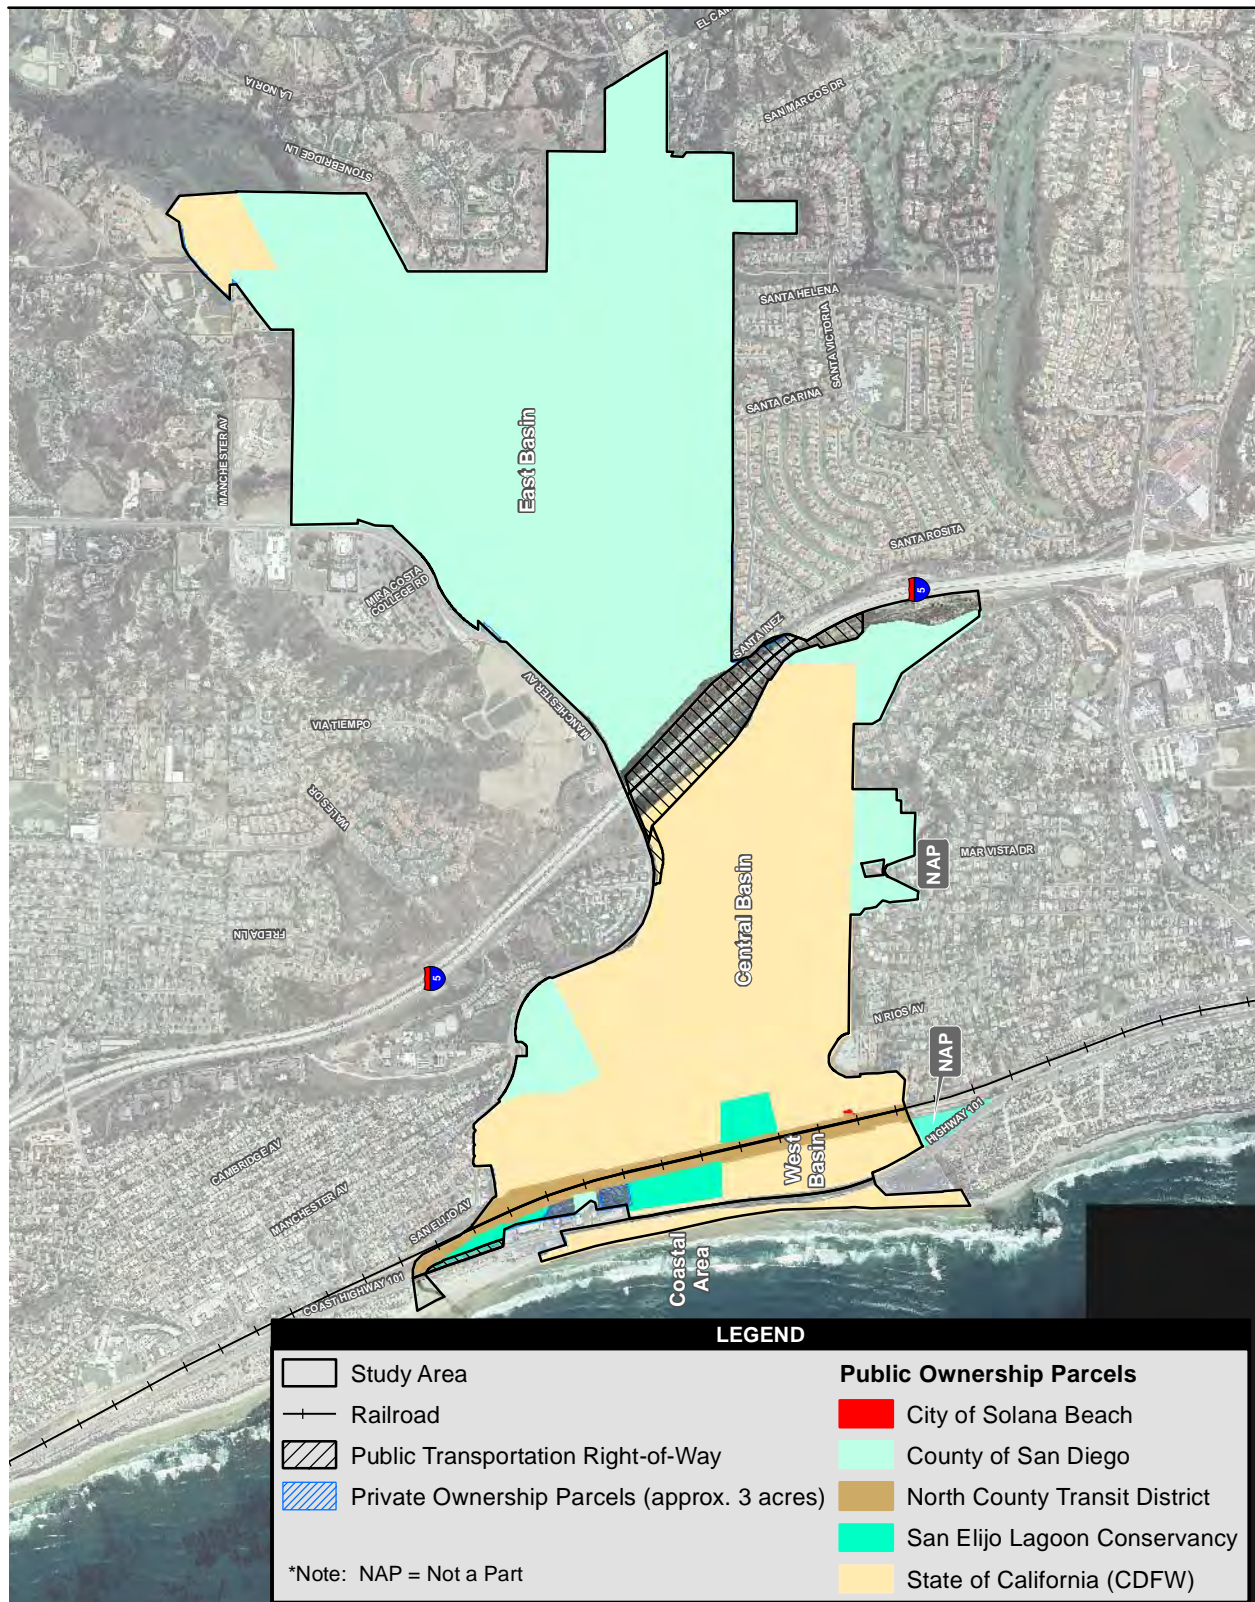 EL CAM
LA NORIA
SAN MARCOS DR
STONEBRIDGE LN
SANTA HELENA
SANTA VICTORIA
SANTA CARINA
MANCHESTER AV
East Basin
SANTA ROSITA
MIRA COSTA
COLLEGE RD
5
SANTA INEZ
MANCHESTER AV
VIA TIEMPO
WALES DR
MAR VISTA DR
NAP
Central Basin
FREDA LN
5
N RIOS AV
NAP
HIGHWAY 101
CAMBRIDGE AV
West
Basin
MANCHESTER AV
SAN ELIJO AV
Coastal
Area
COAST HIGHWAY 101
LEGEND
Study Area
Railroad
Public Transportation Right-of-Way
Private Ownership Parcels (approx. 3 acres)
*Note: NAP = Not a Part
Public Ownership Parcels
City of Solana Beach
County of San Diego
North County Transit District
San Elijo Lagoon Conservancy
State of California (CDFW)